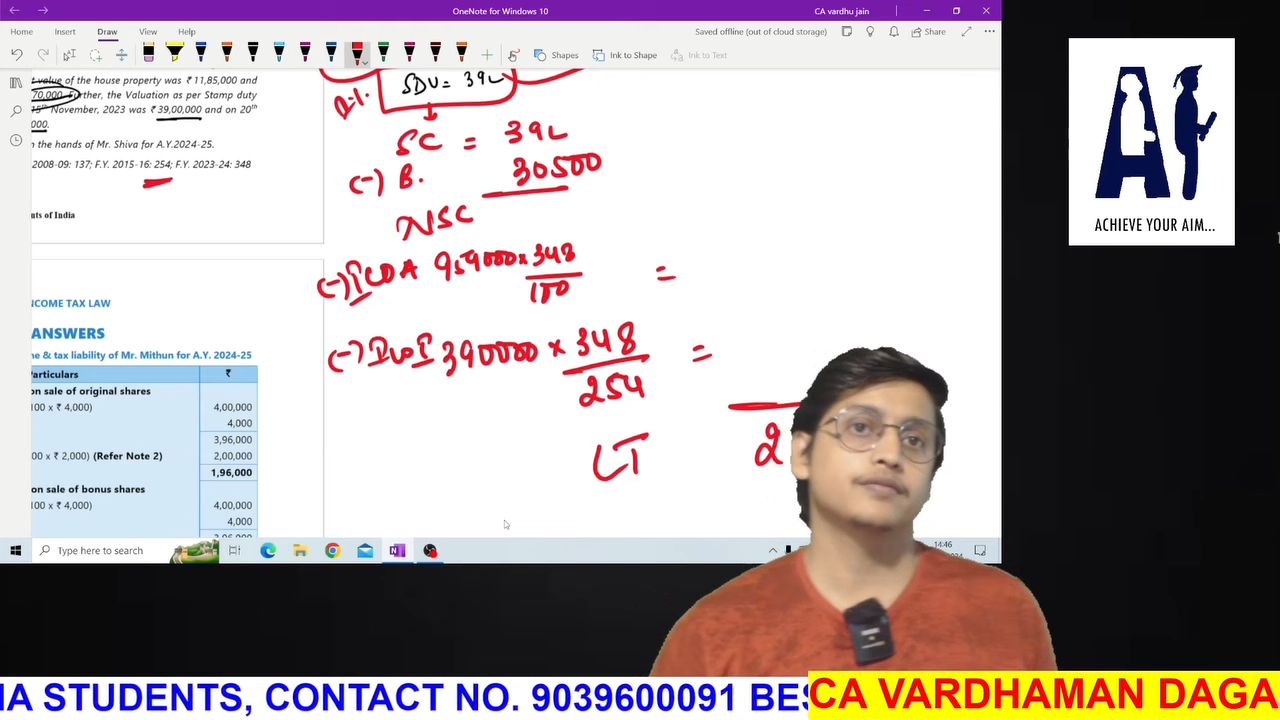 OneNote for Windows 10
CA vardhu jain
Home Insert Draw View Help
Saved offline (out of cloud storage)
Share
Shapes
Ink to Shape
Ink to Text
t value of the house property was ₹ 11,85,000 and
70,000. Further, the Valuation as per Stamp duty
15th November, 2023 was ₹ 39,00,000 and on 20th
000.
n the hands of Mr. Shiva for A.Y.2024-25.
2008-09: 137; F.Y. 2015-16: 254; F.Y. 2023-24: 348
nts of India
NCOME TAX LAW
ANSWERS
e & tax liability of Mr. Mithun for A.Y. 2024-25
Particulars ₹
on sale of original shares
100 x ₹ 4,000) 4,00,000
4,000
3,96,000
00 x ₹ 2,000) (Refer Note 2) 2,00,000
1,96,000
on sale of bonus shares
100 x ₹ 4,000) 4,00,000
4,000
SDV = 39L
SC = 39L
(-) B. 30500
NSC
(-) ICOA 959000 × 348 =
100
(-) ICOI 390000 × 348 =
254
LT 2
Type here to search
14:46
ACHIEVE YOUR AIM...
IA STUDENTS, CONTACT NO. 9039600091 BES
CA VARDHAMAN DAGA